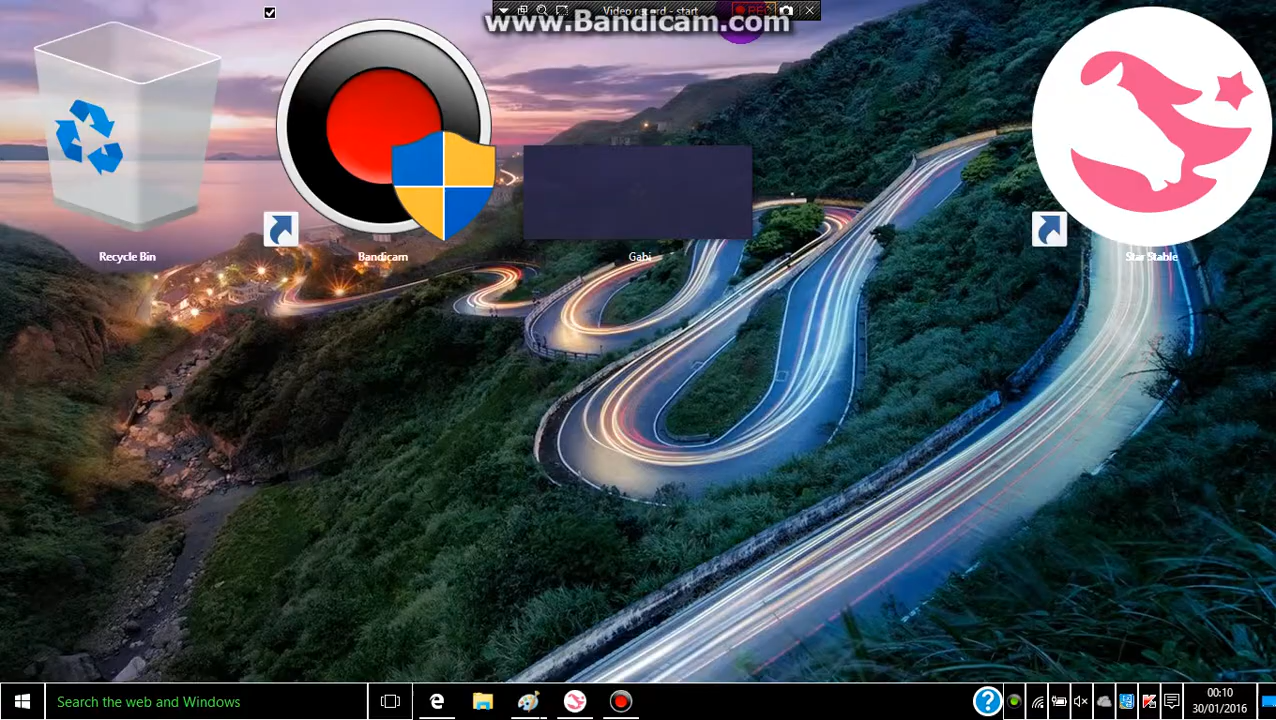 Video record - start
REC
www.Bandicam.com
Recycle Bin
Bandicam
Gabi
Star Stable
Search the web and Windows
00:10
30/01/2016